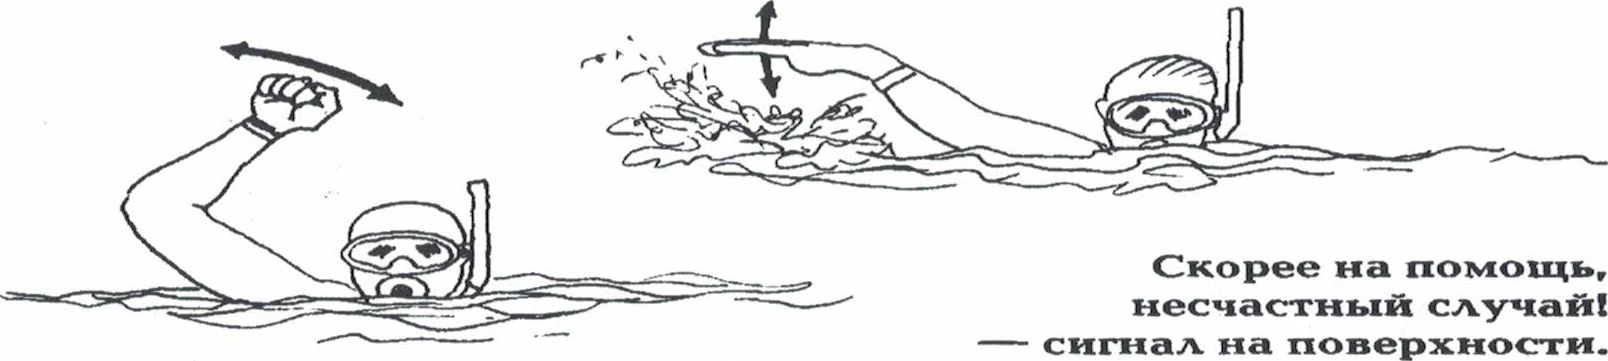 Скорее на помощь,
несчастный случай!
— сигнал на поверхности.